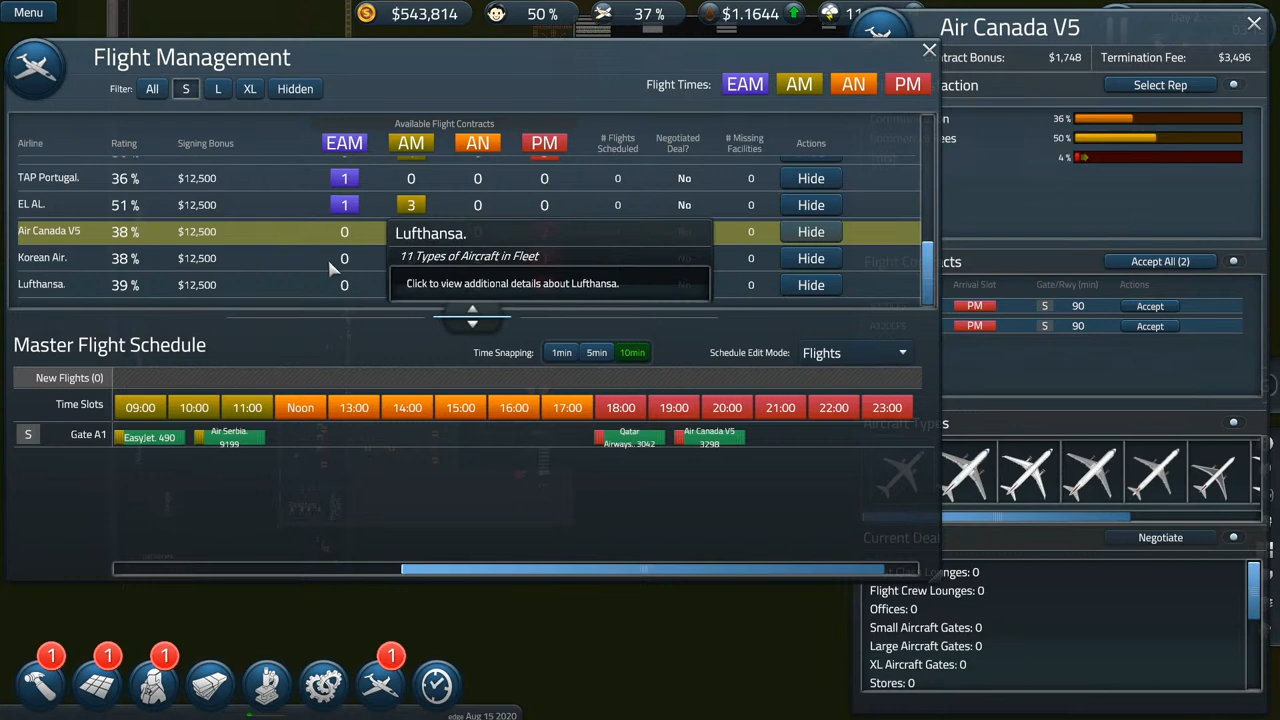 Menu
$543,814
50 %
37 %
$1.1644
11
Flight Management
Filter:
All
S
L
XL
Hidden
Flight Times:
EAM
AM
AN
PM
Available Flight Contracts
Airline
Rating
Signing Bonus
EAM
AM
AN
PM
# Flights Scheduled
Negotiated Deal?
# Missing Facilities
Actions
TAP Portugal. 36 % $12,500 1 0 0 0 0 No 0 Hide
EL AL. 51 % $12,500 1 3 0 0 0 No 0 Hide
Air Canada V5 38 % $12,500 0 0 Hide
Korean Air. 38 % $12,500 0 0 Hide
Lufthansa. 39 % $12,500 0 0 Hide
Lufthansa.
11 Types of Aircraft in Fleet
Click to view additional details about Lufthansa.
Master Flight Schedule
Time Snapping:
1min
5min
10min
Schedule Edit Mode:
Flights
New Flights (0)
Time Slots
09:00
10:00
11:00
Noon
13:00
14:00
15:00
16:00
17:00
18:00
19:00
20:00
21:00
22:00
23:00
S
Gate A1
EasyJet. 490
Air Serbia.
9199
Qatar
Airways.. 3042
Air Canada V5
3298
Air Canada V5
Contract Bonus: $1,748
Termination Fee: $3,496
Select Rep
36 %
50 %
4 %
Accept All (2)
Arrival Slot
Gate/Rwy (min)
Actions
PM
S
90
Accept
PM
S
90
Accept
Negotiate
Flight Crew Lounges: 0
Offices: 0
Small Aircraft Gates: 0
Large Aircraft Gates: 0
XL Aircraft Gates: 0
Stores: 0
1
1
1
1
edge Aug 15 2020